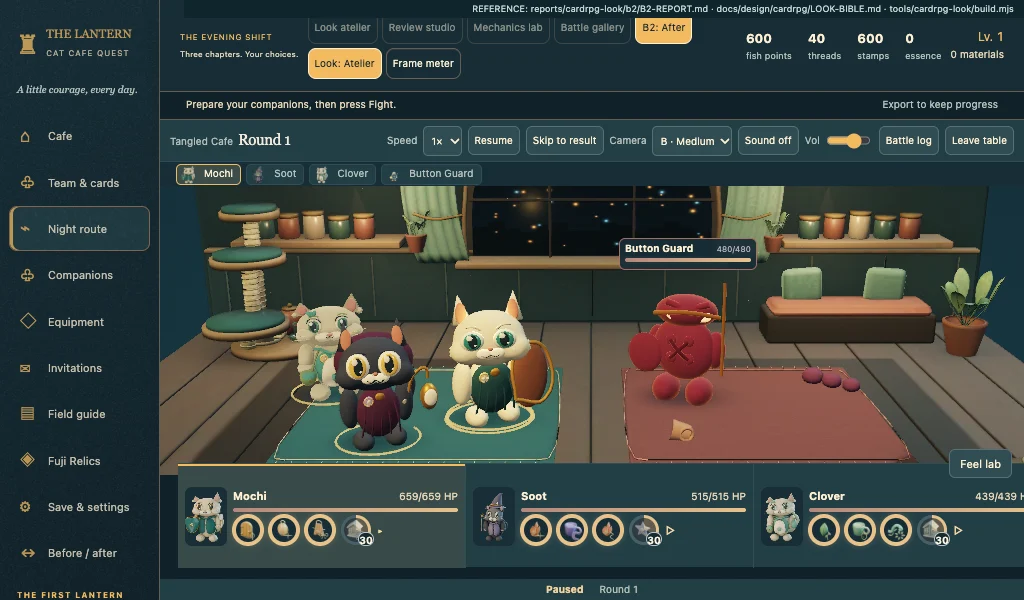 REFERENCE: reports/cardrpg-look/b2/B2-REPORT.md · docs/design/cardrpg/LOOK-BIBLE.md · tools/cardrpg-look/build.mjs
THE LANTERN
CAT CAFE QUEST
A little courage, every day.
Cafe
Team & cards
Night route
Companions
Equipment
Invitations
Field guide
Fuji Relics
Save & settings
Before / after
THE FIRST LANTERN
THE EVENING SHIFT
Three chapters. Your choices.
Look atelier
Review studio
Mechanics lab
Battle gallery
B2: After
Look: Atelier
Frame meter
600
fish points
40
threads
600
stamps
0
essence
Lv. 1
0 materials
Prepare your companions, then press Fight.
Export to keep progress
Tangled Cafe Round 1
Speed
1x
Resume
Skip to result
Camera
B · Medium
Sound off
Vol
Battle log
Leave table
Mochi
Soot
Clover
Button Guard
Button Guard 480/480
Feel lab
Mochi 659/659 HP
30
Soot 515/515 HP
30
Clover 439/439 H
30
Paused Round 1